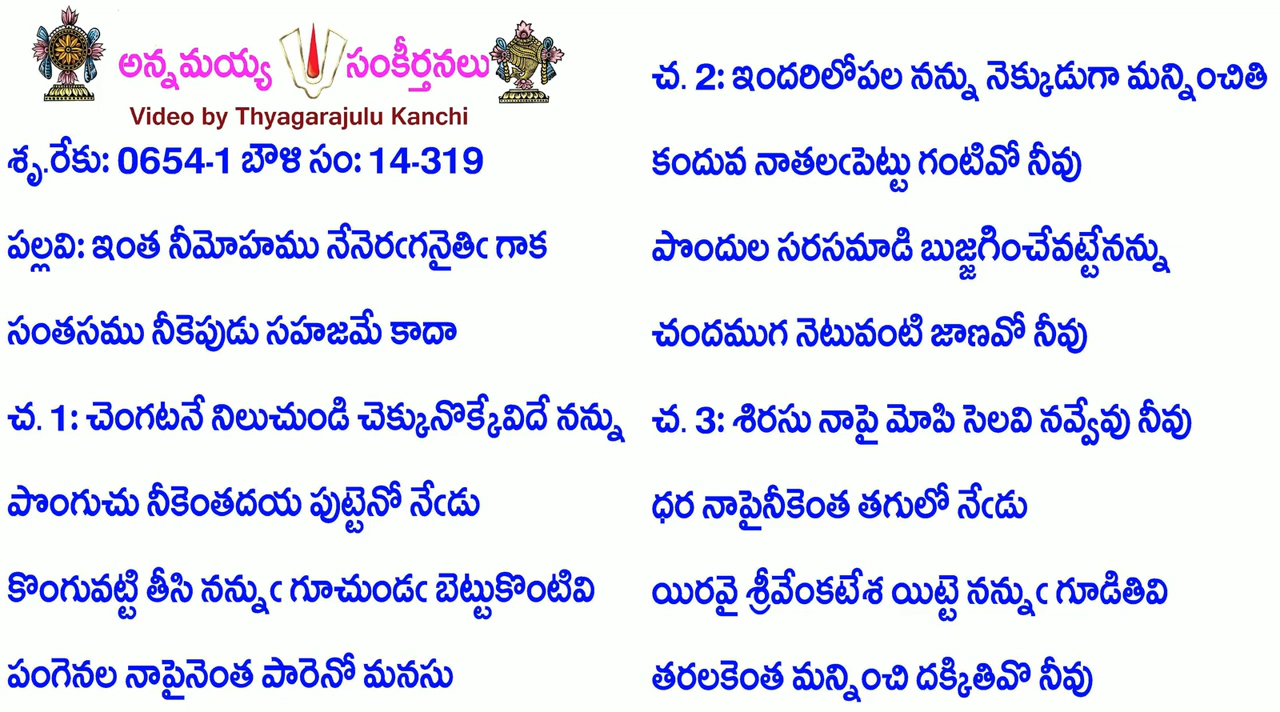 అన్నమయ్య సంకీర్తనలు
Video by Thyagarajulu Kanchi
శృ.రేకు: 0654-1 బౌళి సం: 14-319
పల్లవి: ఇంత నీమోహము నేనెరఁగనైతిఁ గాక
సంతసము నీకెపుడు సహజమే కాదా
చ. 1: చెంగటనే నిలుచుండి చెక్కునొక్కేవిదే నన్ను
పొంగుచు నీకెంతదయ పుట్టెనో నేఁడు
కొంగువట్టి తీసి నన్నుఁ గూచుండఁ బెట్టుకొంటివి
పంగెనల నాపైనెంత పారెనో మనసు
చ. 2: ఇందరిలోపల నన్ను నెక్కుడుగా మన్నించితి
కందువ నాతలఁపెట్టు గంటివో నీవు
పొందుల సరసమాడి బుజ్జగించేవట్టేనన్ను
చందముగ నెటువంటి జాణవో నీవు
చ. 3: శిరసు నాపై మోపి సెలవి నవ్వేవు నీవు
ధర నాపైనీకెంత తగులో నేఁడు
యిరవై శ్రీవేంకటేశ యిట్టె నన్నుఁ గూడితివి
తరలకెంత మన్నించి దక్కితివొ నీవు